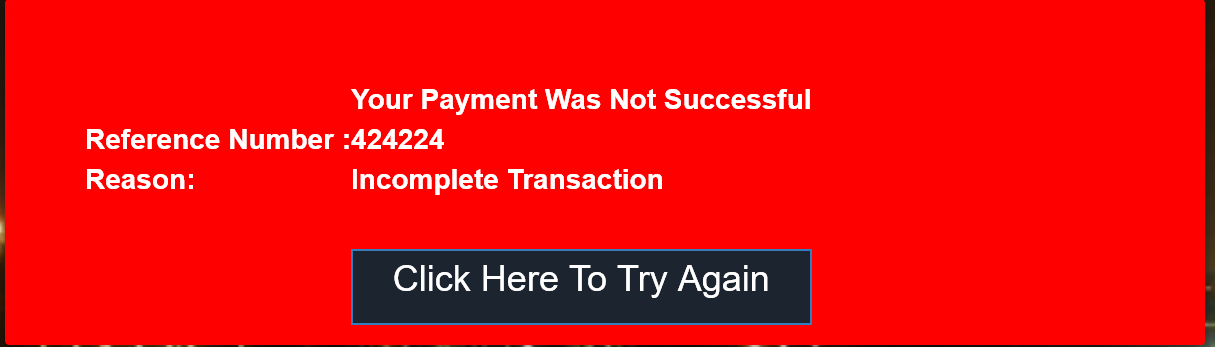 Your Payment Was Not Successful
Reference Number :424224
Reason: Incomplete Transaction
Click Here To Try Again